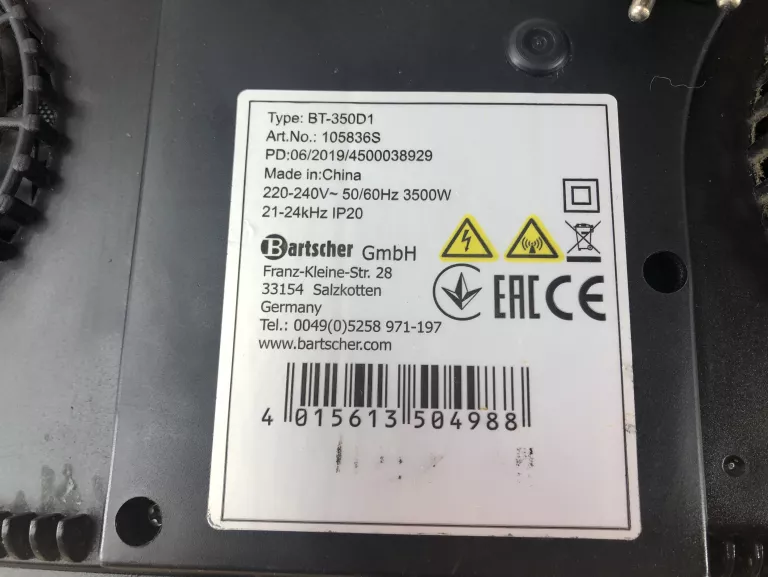 Type: BT-350D1
Art.No.: 105836S
PD:06/2019/4500038929
Made in:China
220-240V~ 50/60Hz 3500W
21-24kHz IP20
Bartscher GmbH
Franz-Kleine-Str. 28
33154 Salzkotten
Germany
Tel.: 0049(0)5258 971-197
www.bartscher.com
EAC CE
4 015613 504988